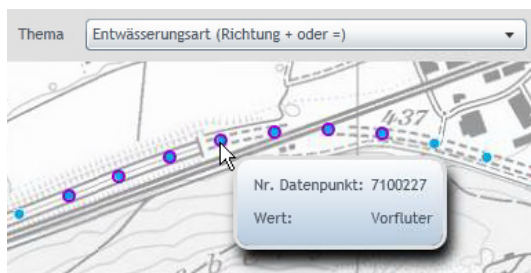 Thema Entwässerungsart (Richtung + oder =)
437
Nr. Datenpunkt: 7100227
Wert: Vorfluter